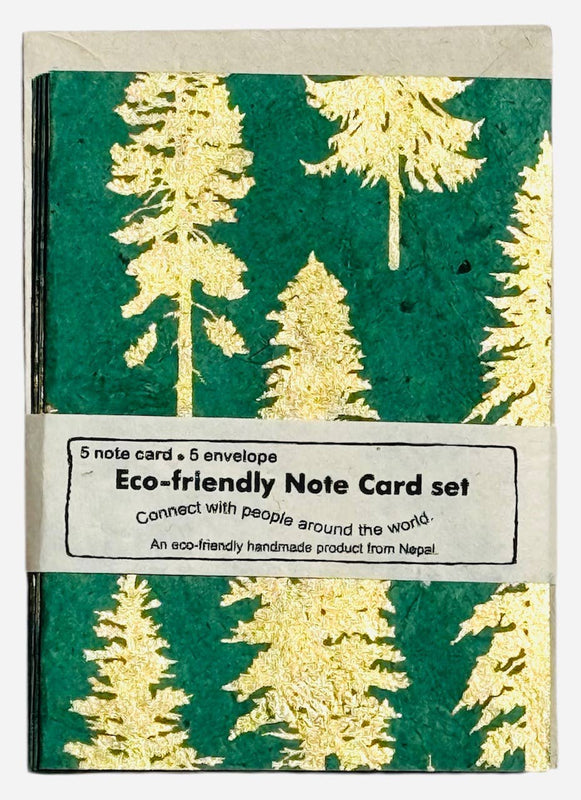 5 note card • 5 envelope
Eco-friendly Note Card set
Connect with people around the world.
An eco-friendly handmade product from Nepal.